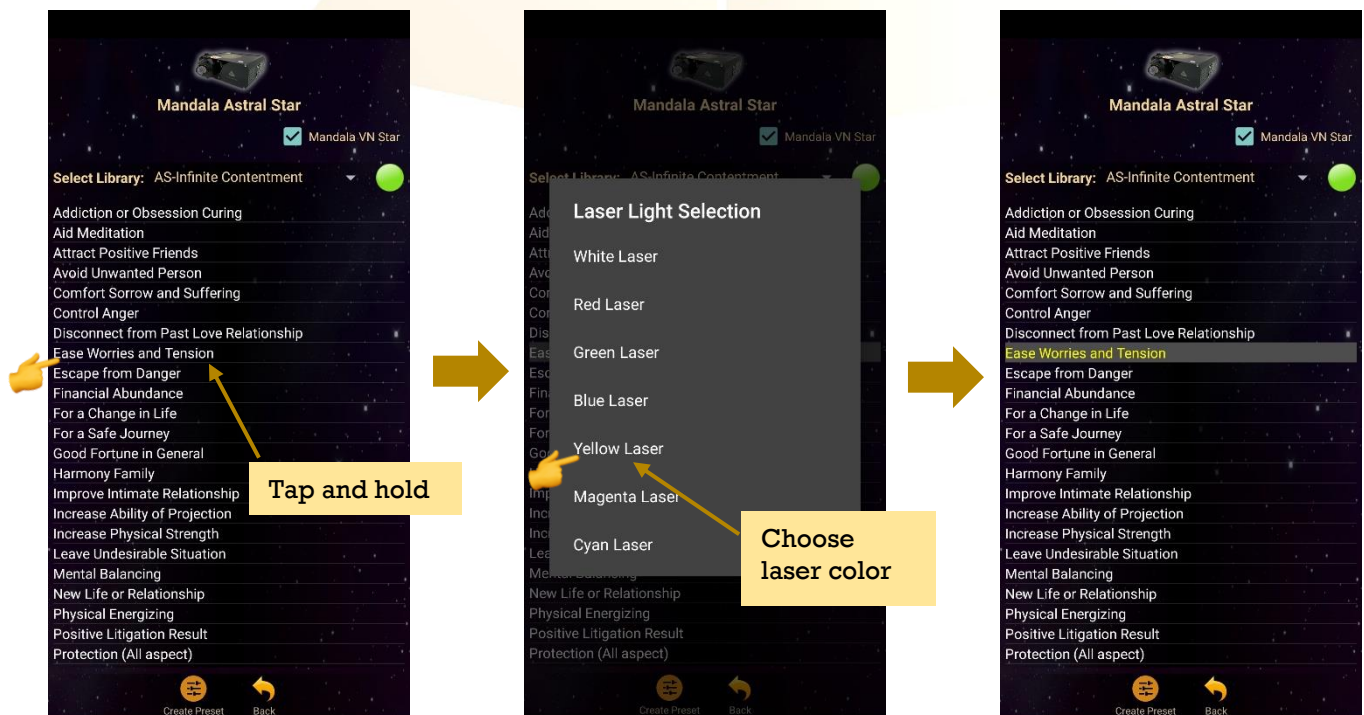 Mandala Astral Star
Mandala VN Star
Select Library: AS-Infinite Contentment
Addiction or Obsession Curing
Aid Meditation
Attract Positive Friends
Avoid Unwanted Person
Comfort Sorrow and Suffering
Control Anger
Disconnect from Past Love Relationship
Ease Worries and Tension
Escape from Danger
Financial Abundance
For a Change in Life
For a Safe Journey
Good Fortune in General
Harmony Family
Improve Intimate Relationship
Increase Ability of Projection
Increase Physical Strength
Leave Undesirable Situation
Mental Balancing
New Life or Relationship
Physical Energizing
Positive Litigation Result
Protection (All aspect)
Create Preset Back
Tap and hold
Mandala Astral Star
Mandala VN Star
Select Library: AS-Infinite Contentment
Laser Light Selection
White Laser
Red Laser
Green Laser
Blue Laser
Yellow Laser
Magenta Laser
Cyan Laser
Mental Balancing
New Life or Relationship
Physical Energizing
Positive Litigation Result
Protection (All aspect)
Create Preset Back
Choose
laser color
Mandala Astral Star
Mandala VN Star
Select Library: AS-Infinite Contentment
Addiction or Obsession Curing
Aid Meditation
Attract Positive Friends
Avoid Unwanted Person
Comfort Sorrow and Suffering
Control Anger
Disconnect from Past Love Relationship
Ease Worries and Tension
Escape from Danger
Financial Abundance
For a Change in Life
For a Safe Journey
Good Fortune in General
Harmony Family
Improve Intimate Relationship
Increase Ability of Projection
Increase Physical Strength
Leave Undesirable Situation
Mental Balancing
New Life or Relationship
Physical Energizing
Positive Litigation Result
Protection (All aspect)
Create Preset Back